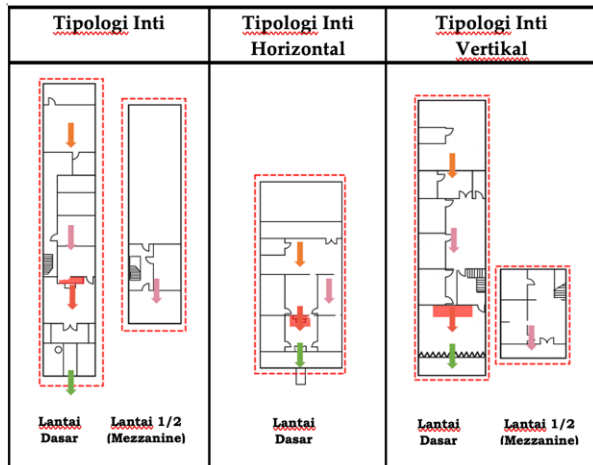 Tipologi Inti
Tipologi Inti
Horizontal
Tipologi Inti
Vertikal
Lantai
Dasar
Lantai 1/2
(Mezzanine)
Lantai
Dasar
Lantai
Dasar
Lantai 1/2
(Mezzanine)